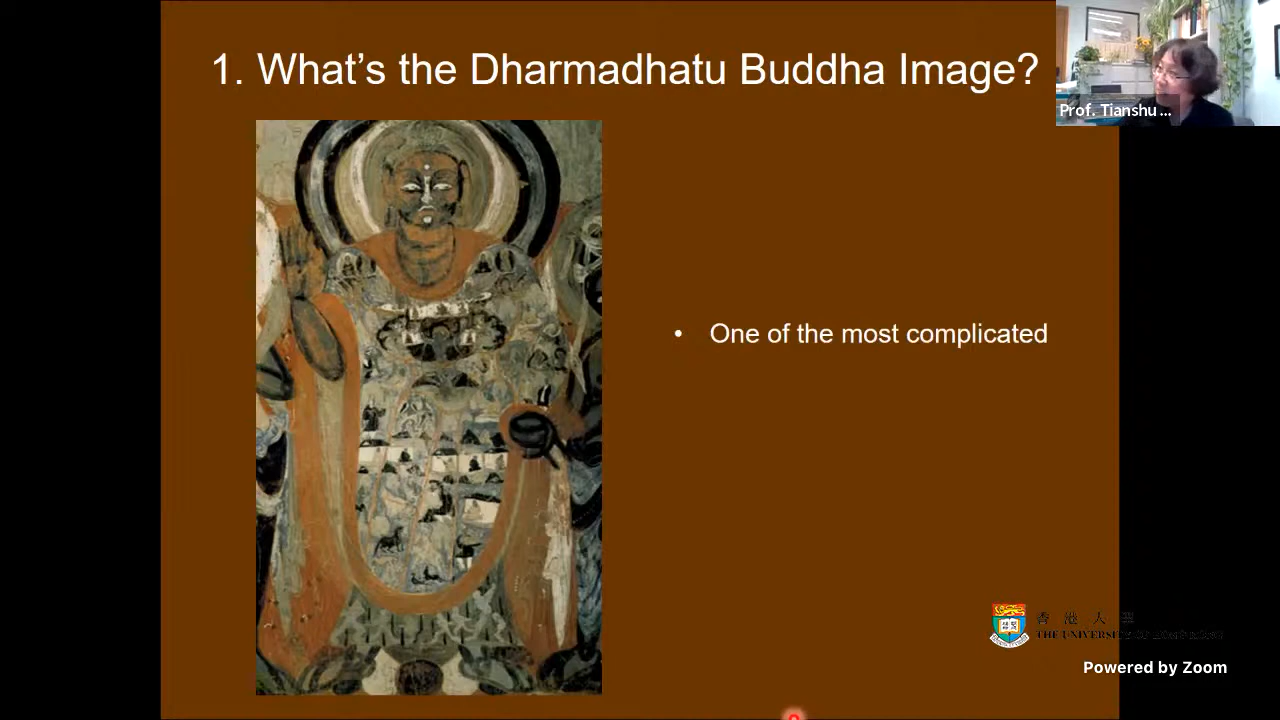 1. What's the Dharmadhatu Buddha Image?
Prof. Tianshu ...
• One of the most complicated
香 港 大 學
THE UNIVERSITY OF HONG KONG
Powered by Zoom